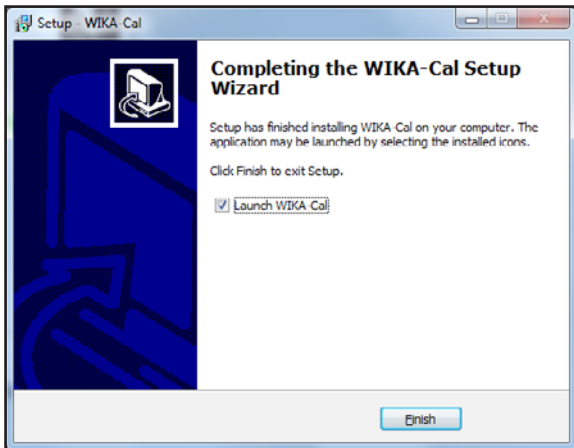 Setup - WIKA-Cal
Completing the WIKA-Cal Setup
Wizard
Setup has finished installing WIKA-Cal on your computer. The
application may be launched by selecting the installed icons.
Click Finish to exit Setup.
Launch WIKA-Cal
Finish